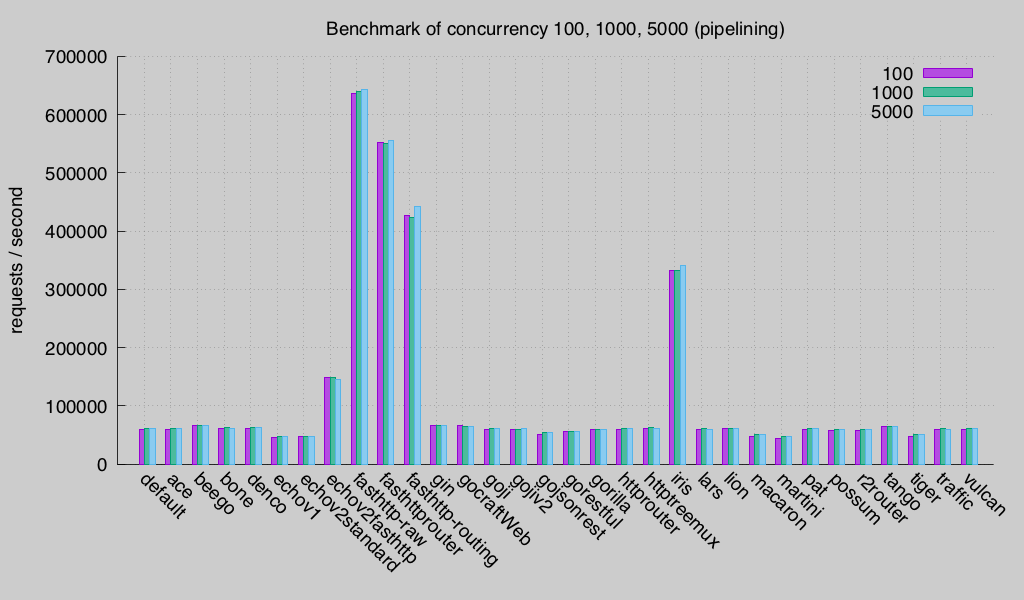 Benchmark of concurrency 100, 1000, 5000 (pipelining)
700000
600000
500000
400000
300000
200000
100000
0
requests / second
100
1000
5000
default
ace
beego
bone
denco
echov1
echov2standard
echov2fasthttp
fasthttp-raw
fasthttprouter
fasthttp-routing
gin
gocraftWeb
goji
gojiv2
gojsonrest
gorestful
gorilla
httprouter
httptreemux
iris
lars
lion
macaron
martini
pat
possum
r2router
tango
tiger
traffic
vulcan